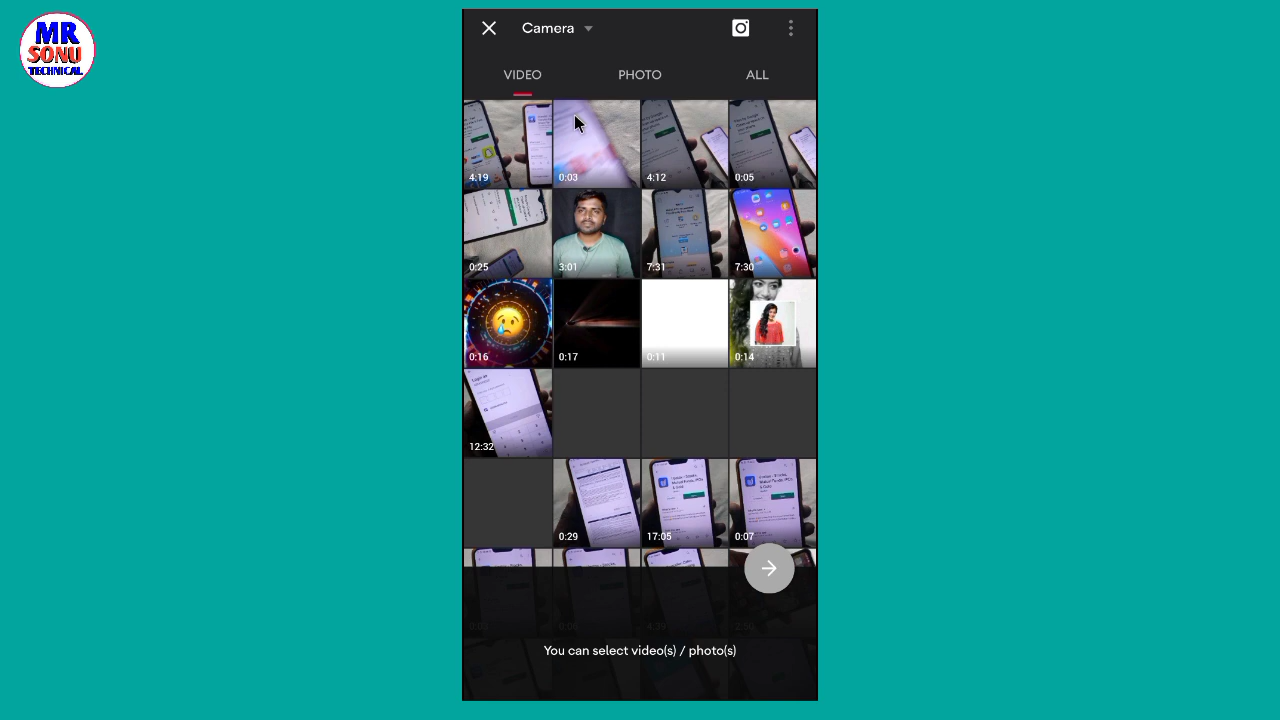 MR
SONU
TECHNICAL
Camera
VIDEO PHOTO ALL
4:19 0:03 4:12 0:05
0:25 3:01 7:31 7:30
0:16 0:17 0:11 0:14
12:32
0:29 17:05 0:07
You can select video(s) / photo(s)